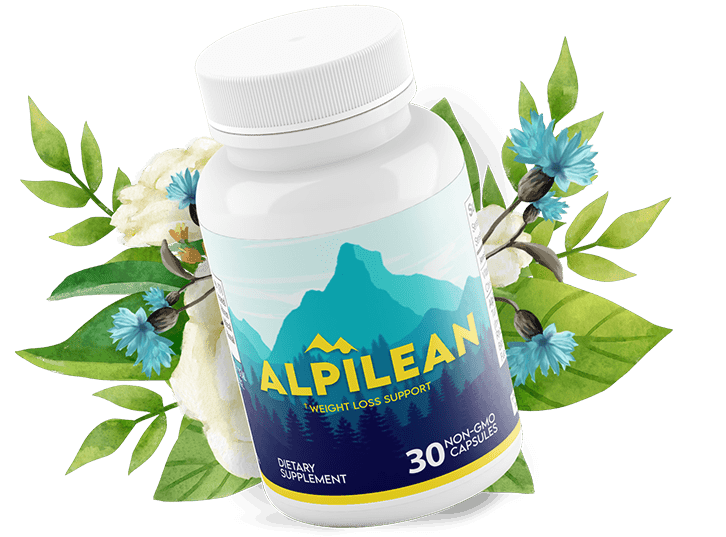 ALPILEAN
WEIGHT LOSS SUPPORT
DIETARY
SUPPLEMENT
30 NON-GMO
CAPSULES